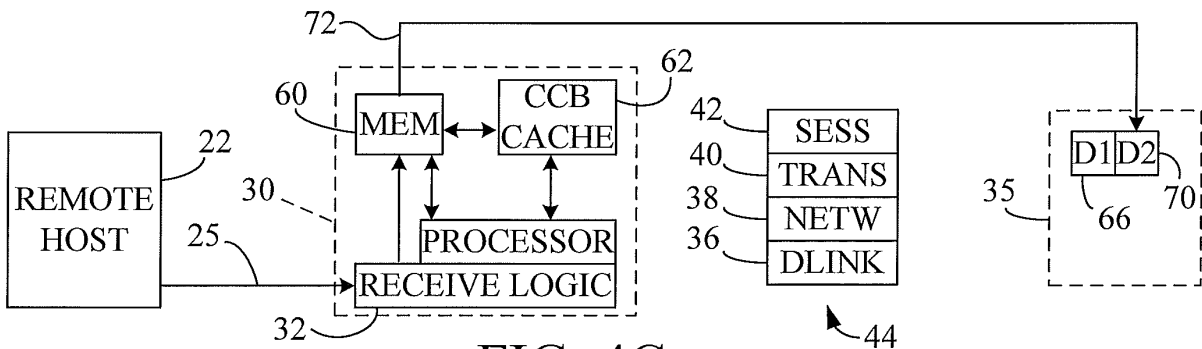 72
62
60
MEM
CCB
CACHE
42
SESS
40
TRANS
38
NETW
36
DLINK
44
D1 D2
35
66
70
22
REMOTE
HOST
30
25
PROCESSOR
RECEIVE LOGIC
32